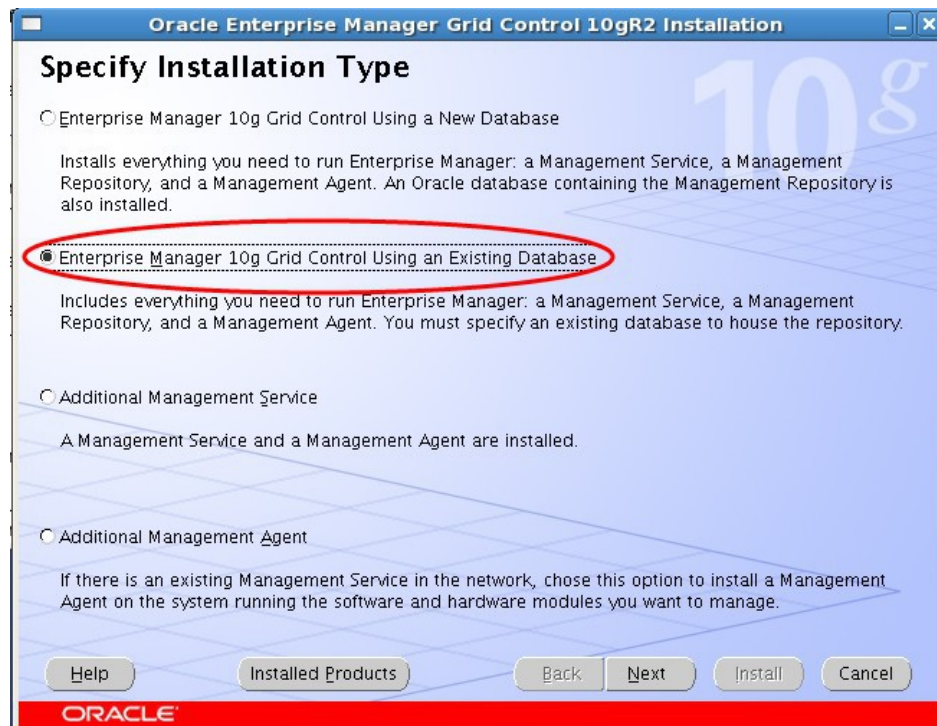 Oracle Enterprise Manager Grid Control 10gR2 Installation
Specify Installation Type
10g
Enterprise Manager 10g Grid Control Using a New Database
Installs everything you need to run Enterprise Manager: a Management Service, a Management
Repository, and a Management Agent. An Oracle database containing the Management Repository is
also installed.
Enterprise Manager 10g Grid Control Using an Existing Database
Includes everything you need to run Enterprise Manager: a Management Service, a Management
Repository, and a Management Agent. You must specify an existing database to house the repository.
Additional Management Service
A Management Service and a Management Agent are installed.
Additional Management Agent
If there is an existing Management Service in the network, chose this option to install a Management
Agent on the system running the software and hardware modules you want to manage.
Help Installed Products Back Next Install Cancel
ORACLE